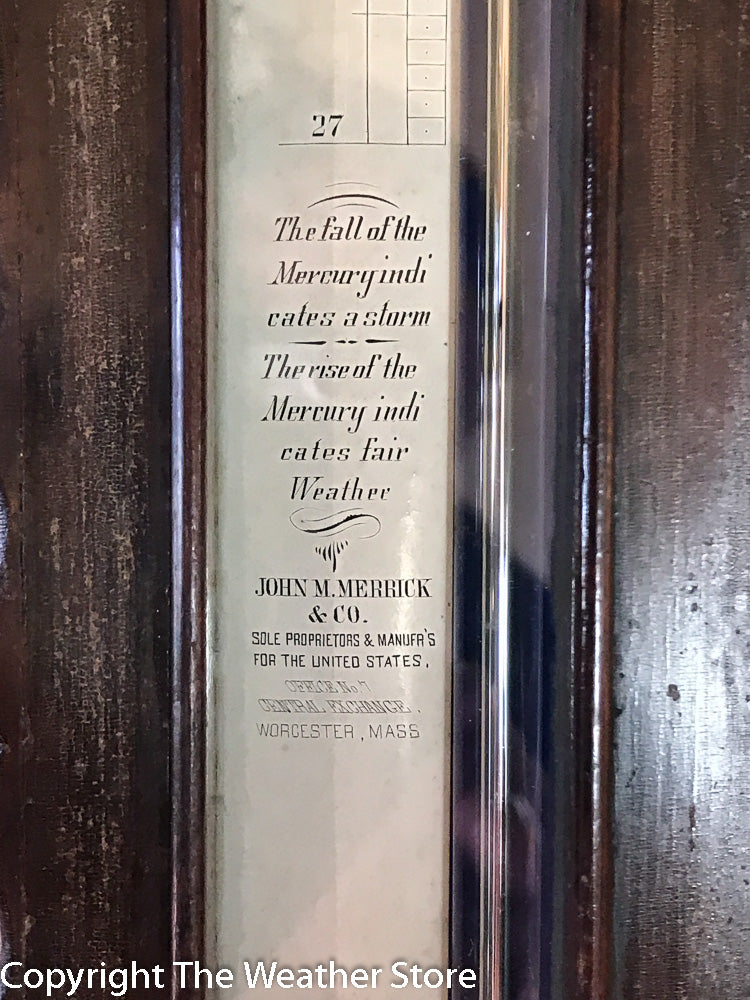 27
The fall of the
Mercury indi
cates a storm
The rise of the
Mercury indi
cates fair
Weather
JOHN M. MERRICK
& CO.
SOLE PROPRIETORS & MANUFR'S
FOR THE UNITED STATES.
OFFICE No. 7
CENTRAL EXCHANGE.
WORCESTER, MASS
Copyright The Weather Store